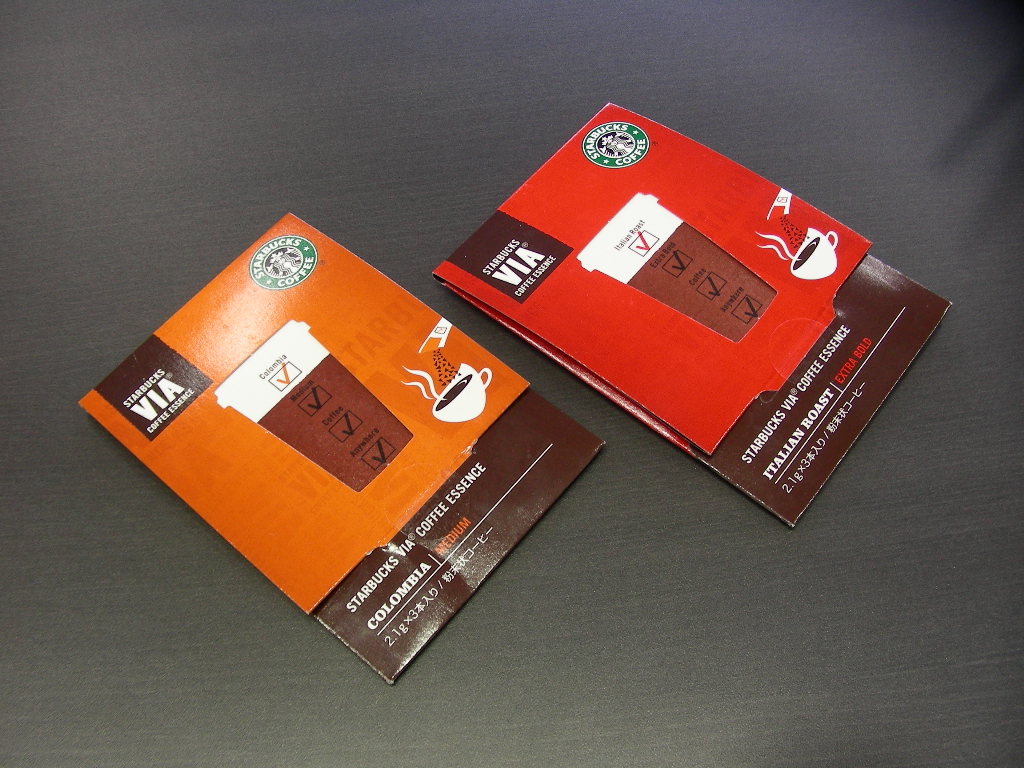 STARBUCKS
COFFEE
STARBUCKS
VIA®
COFFEE ESSENCE
Colombia
Medium
Coffee
Anywhere
STARBUCKS VIA® COFFEE ESSENCE
COLOMBIA | MEDIUM
2.1g×3本入り / 粉末状コーヒー
STARBUCKS
COFFEE
STARBUCKS
VIA®
COFFEE ESSENCE
Italian Roast
Extra Bold
Coffee
Anywhere
STARBUCKS VIA® COFFEE ESSENCE
ITALIAN ROAST | EXTRA BOLD
2.1g×3本入り / 粉末状コーヒー